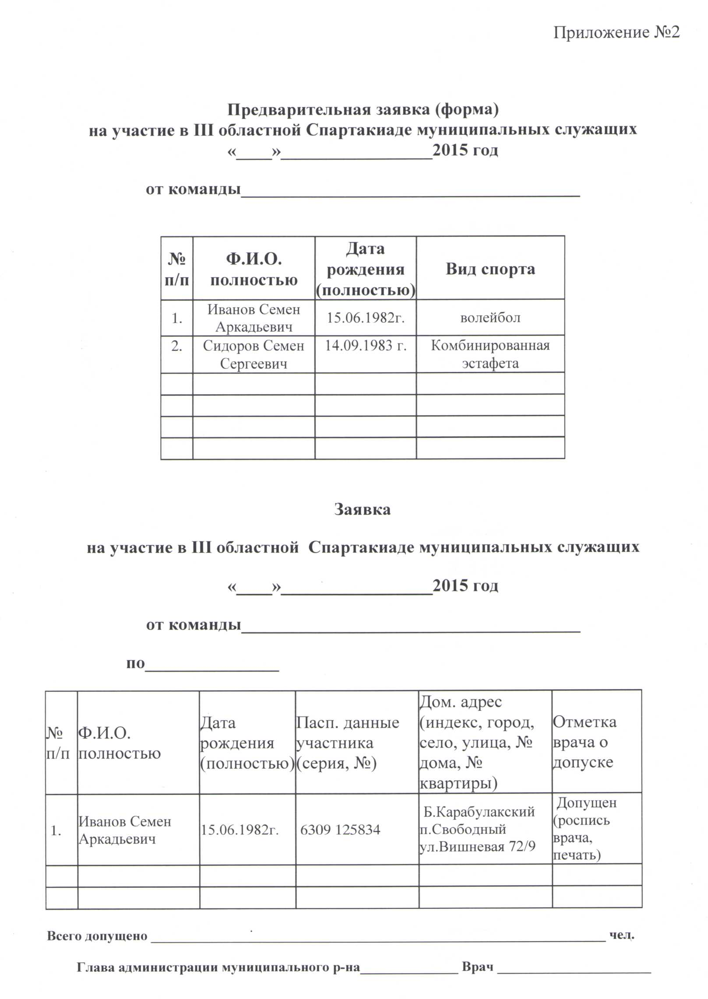 Приложение №2
Предварительная заявка (форма)
на участие в III областной Спартакиаде муниципальных служащих
«____»_________________2015 год
от команды______________________________________
№
п/п
Ф.И.О.
полностью
Дата
рождения
(полностью)
Вид спорта
1.
Иванов Семен
Аркадьевич
15.06.1982г.
волейбол
2.
Сидоров Семен
Сергеевич
14.09.1983 г.
Комбинированная
эстафета
Заявка
на участие в III областной  Спартакиаде муниципальных служащих
«____»_________________2015 год
от команды______________________________________
по_______________
№
п/п
Ф.И.О.
полностью
Дата
рождения
(полностью)
Пасп. данные
участника
(серия, №)
Дом. адрес
(индекс, город,
село, улица, №
дома, №
квартиры)
Отметка
врача о
допуске
1.
Иванов Семен
Аркадьевич
15.06.1982г.
6309 125834
Б.Карабулакский
п.Свободный
ул.Вишневая 72/9
Допущен
(роспись
врача,
печать)
Всего допущено _________________________________________________________________ чел.
Глава администрации муниципального р-на______________ Врач ______________________